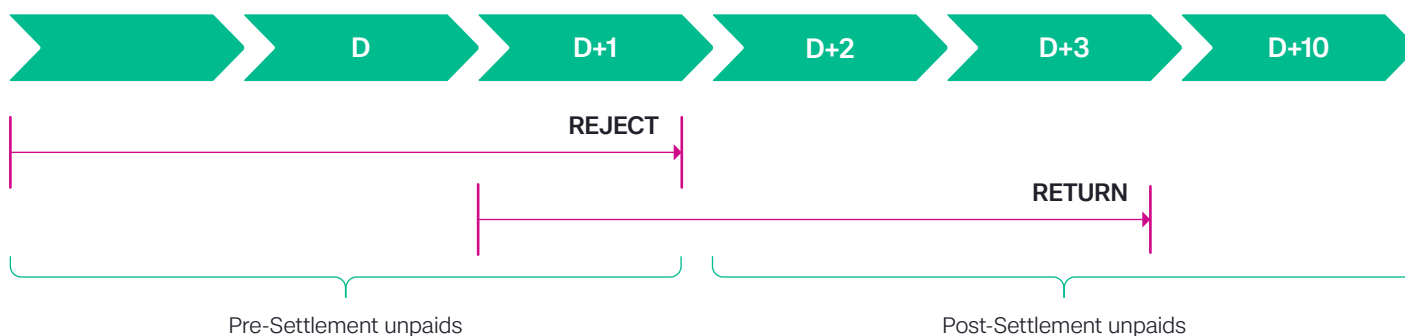 D
D+1
D+2
D+3
D+10
REJECT
RETURN
Pre-Settlement unpaids
Post-Settlement unpaids